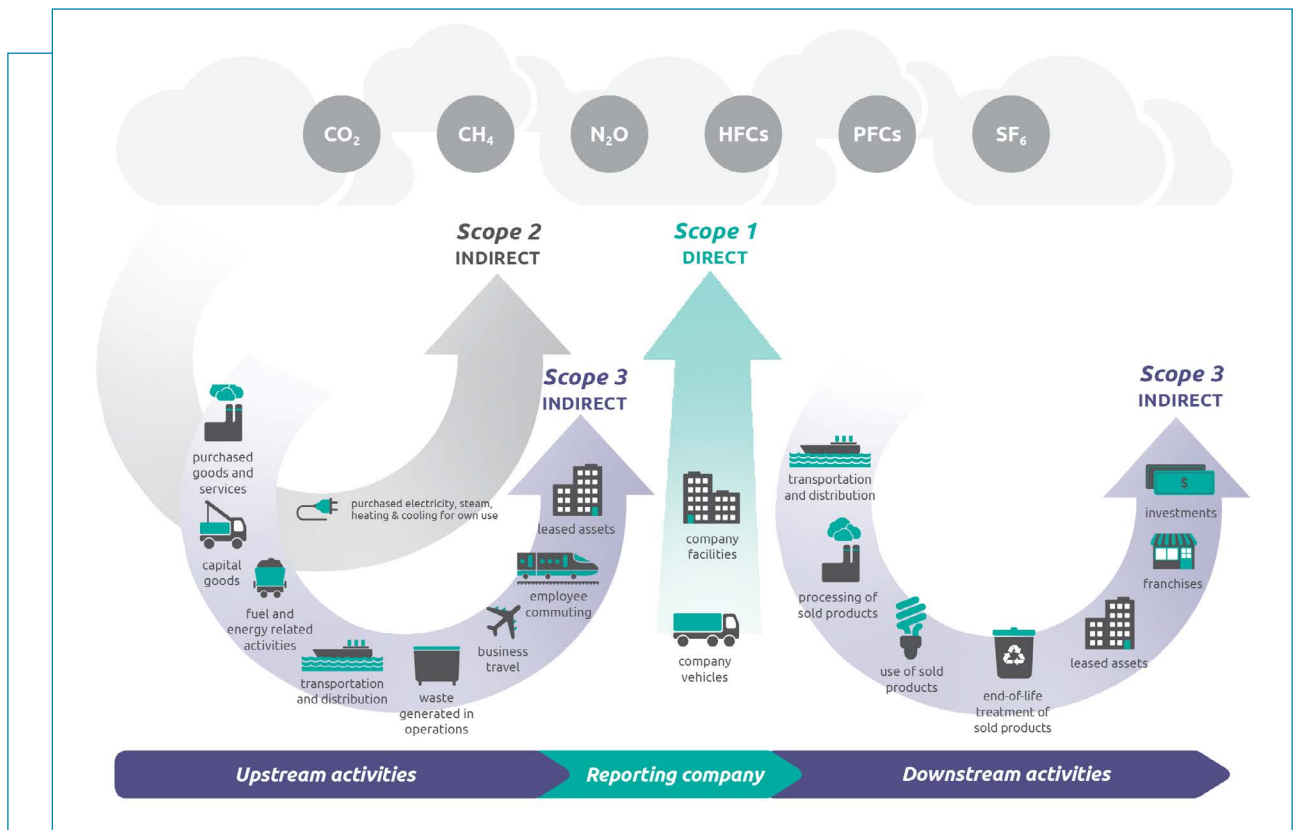 CO₂
CH₄
N₂O
HFCs
PFCs
SF₆
Scope 2
INDIRECT
Scope 1
DIRECT
Scope 3
INDIRECT
Scope 3
INDIRECT
purchased
goods and
services
capital
goods
fuel and
energy related
activities
purchased electricity, steam,
heating & cooling for own use
transportation
and distribution
waste
generated in
operations
business
travel
employee
commuting
leased assets
company
facilities
company
vehicles
transportation
and distribution
processing of
sold products
use of sold
products
end-of-life
treatment of
sold products
leased assets
franchises
$
investments
Upstream activities
Reporting company
Downstream activities